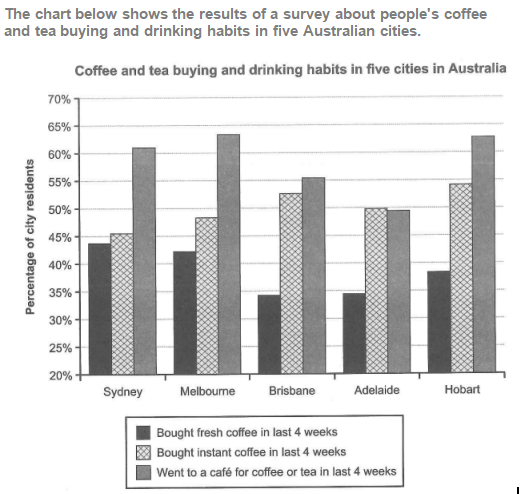 The chart below shows the results of a survey about people's coffee
and tea buying and drinking habits in five Australian cities.
Coffee and tea buying and drinking habits in five cities in Australia
70%
65%
60%
55%
50%
45%
40%
35%
30%
25%
20%
Percentage of city residents
Sydney Melbourne Brisbane Adelaide Hobart
Bought fresh coffee in last 4 weeks
Bought instant coffee in last 4 weeks
Went to a café for coffee or tea in last 4 weeks